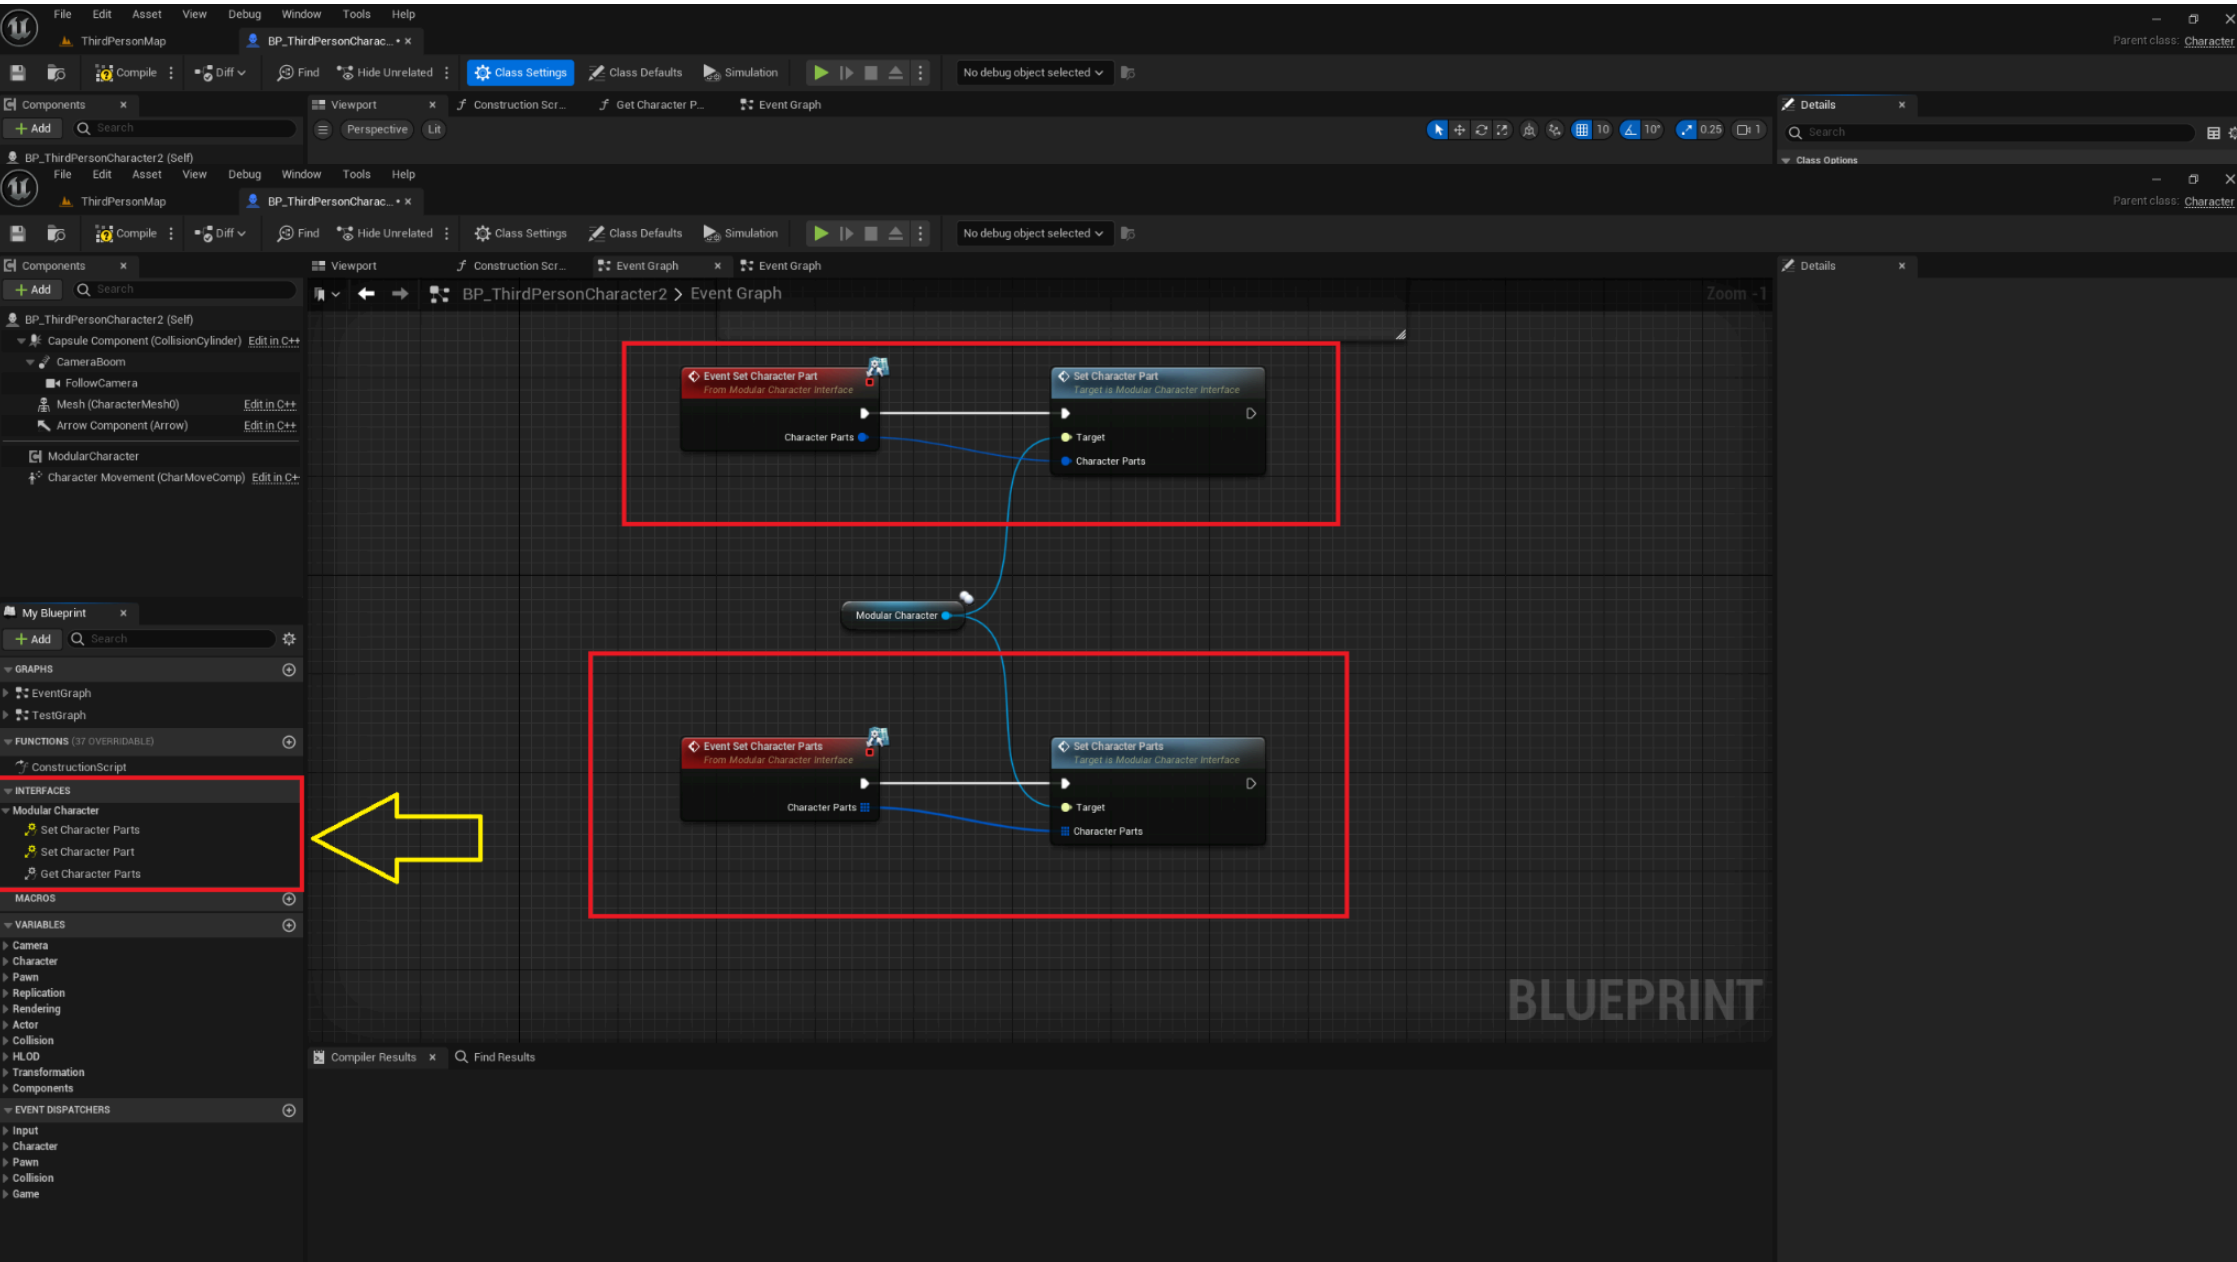 File Edit Asset View Debug Window Tools Help
ThirdPersonMap BP_ThirdPersonCharac...
Parent class: Character
Compile Diff Find Hide Unrelated Class Settings Class Defaults Simulation No debug object selected
Components Viewport Construction Scr... Get Character P... Event Graph Details
Add Search Perspective Lit 10 10° 0.25 1 Search
BP_ThirdPersonCharacter2 (Self) Class Options
File Edit Asset View Debug Window Tools Help
ThirdPersonMap BP_ThirdPersonCharac...
Parent class: Character
Compile Diff Find Hide Unrelated Class Settings Class Defaults Simulation No debug object selected
Components Viewport Construction Scr... Event Graph Event Graph Details
Add Search
BP_ThirdPersonCharacter2 > Event Graph Zoom -1
BP_ThirdPersonCharacter2 (Self)
Capsule Component (CollisionCylinder) Edit in C++
CameraBoom
FollowCamera
Mesh (CharacterMesh0) Edit in C++
Arrow Component (Arrow) Edit in C++
ModularCharacter
Character Movement (CharMoveComp) Edit in C+
Event Set Character Part
From Modular Character Interface
Character Parts
Set Character Part
Target is Modular Character Interface
Target
Character Parts
Modular Character
Event Set Character Parts
From Modular Character Interface
Character Parts
Set Character Parts
Target is Modular Character Interface
Target
Character Parts
BLUEPRINT
My Blueprint
Add Search
GRAPHS
EventGraph
TestGraph
FUNCTIONS (37 OVERRIDABLE)
ConstructionScript
INTERFACES
Modular Character
Set Character Parts
Set Character Part
Get Character Parts
MACROS
VARIABLES
Camera
Character
Pawn
Replication
Rendering
Actor
Collision
HLOD
Transformation
Components
EVENT DISPATCHERS
Input
Character
Pawn
Collision
Game
Compiler Results Find Results